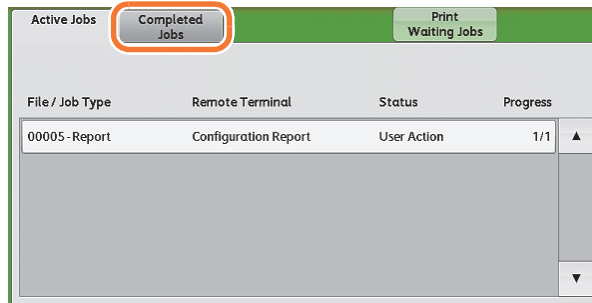 Active Jobs
Completed
Jobs
Print
Waiting Jobs
File / Job Type Remote Terminal Status Progress
00005 - Report Configuration Report User Action 1/1